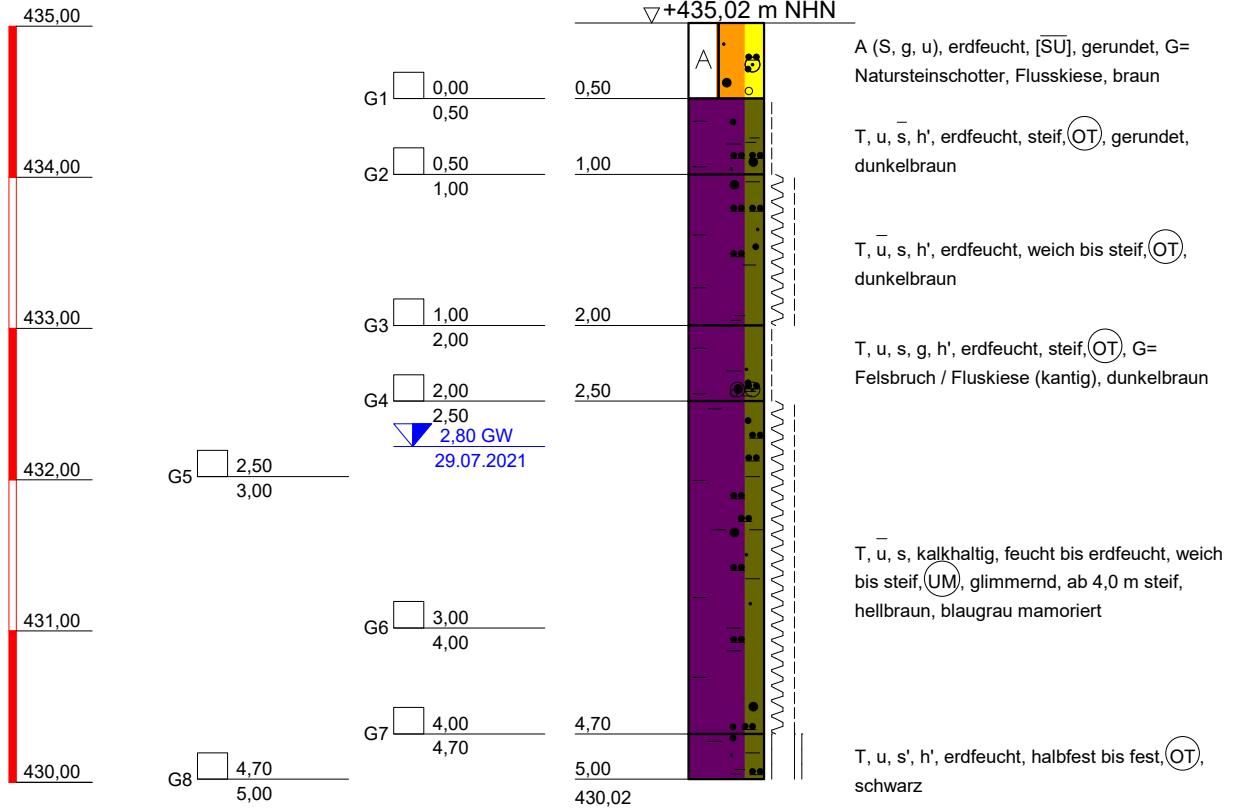 435,00
434,00
433,00
432,00
431,00
430,00
G1
0,00
0,50
G2
0,50
1,00
G3
1,00
2,00
G4
2,00
2,50
2,80 GW
29.07.2021
G5
2,50
3,00
G6
3,00
4,00
G7
4,00
4,70
G8
4,70
5,00
+435,02 m NHN
A
0,50
1,00
2,00
2,50
4,70
5,00
430,02
A (S, g, u), erdfeucht, [S̅U̅], gerundet, G=
Natursteinschotter, Flusskiese, braun
T, u, s̅, h', erdfeucht, steif, OT, gerundet,
dunkelbraun
T, u̅, s, h', erdfeucht, weich bis steif, OT,
dunkelbraun
T, u, s, g, h', erdfeucht, steif, OT, G=
Felsbruch / Fluskiese (kantig), dunkelbraun
T, u̅, s, kalkhaltig, feucht bis erdfeucht, weich
bis steif, UM, glimmernd, ab 4,0 m steif,
hellbraun, blaugrau mamoriert
T, u, s', h', erdfeucht, halbfest bis fest, OT,
schwarz